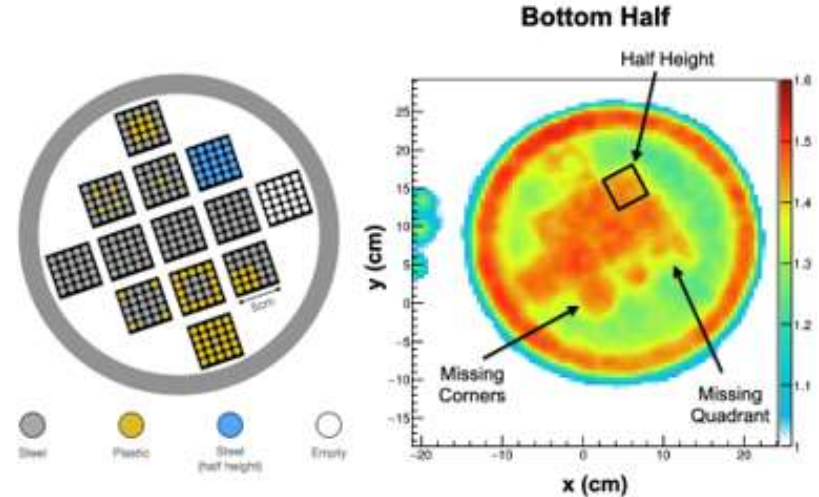 Bottom Half
Half Height
Missing
Corners
Missing
Quadrant
5cm
Steel
Plastic
Steel
(half height)
Empty
y (cm)
25
20
15
10
5
0
−5
−10
−15
−20
−10
0
10
20
x (cm)
1.6
1.5
1.4
1.3
1.2
1.1
1